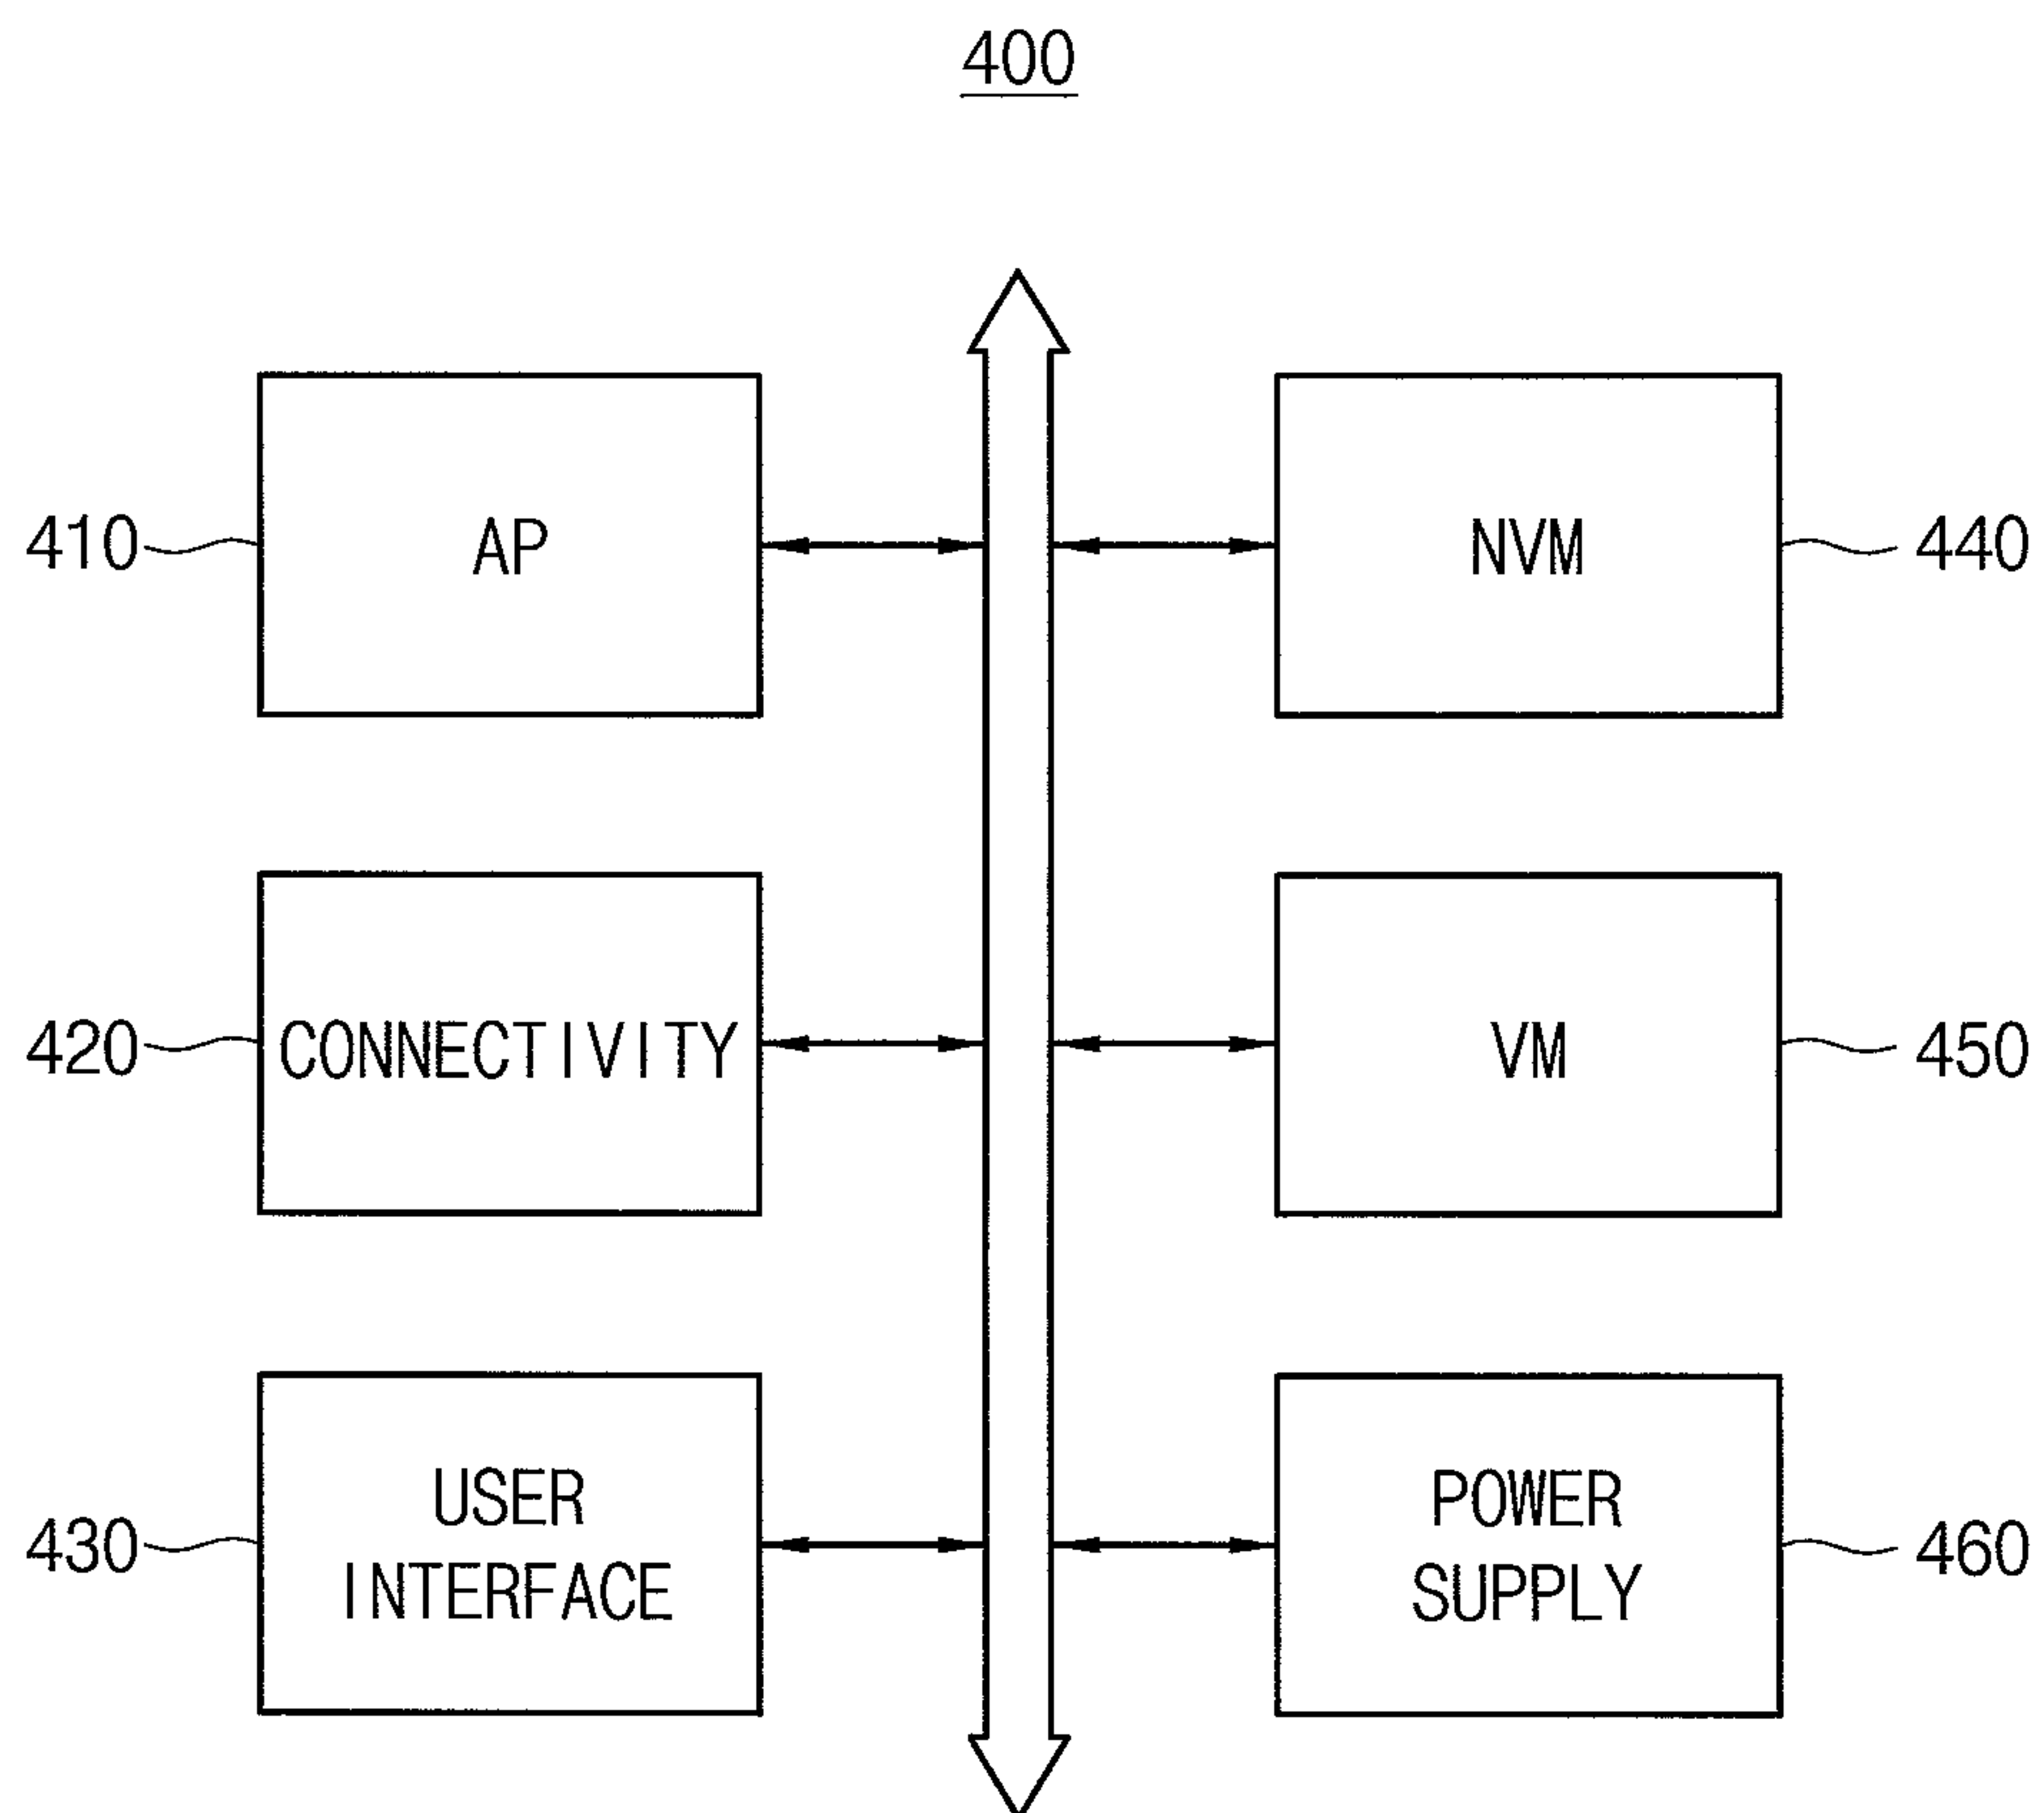 400
410
AP
NVM
440
420
CONNECTIVITY
VM
450
430
USER
INTERFACE
POWER
SUPPLY
460